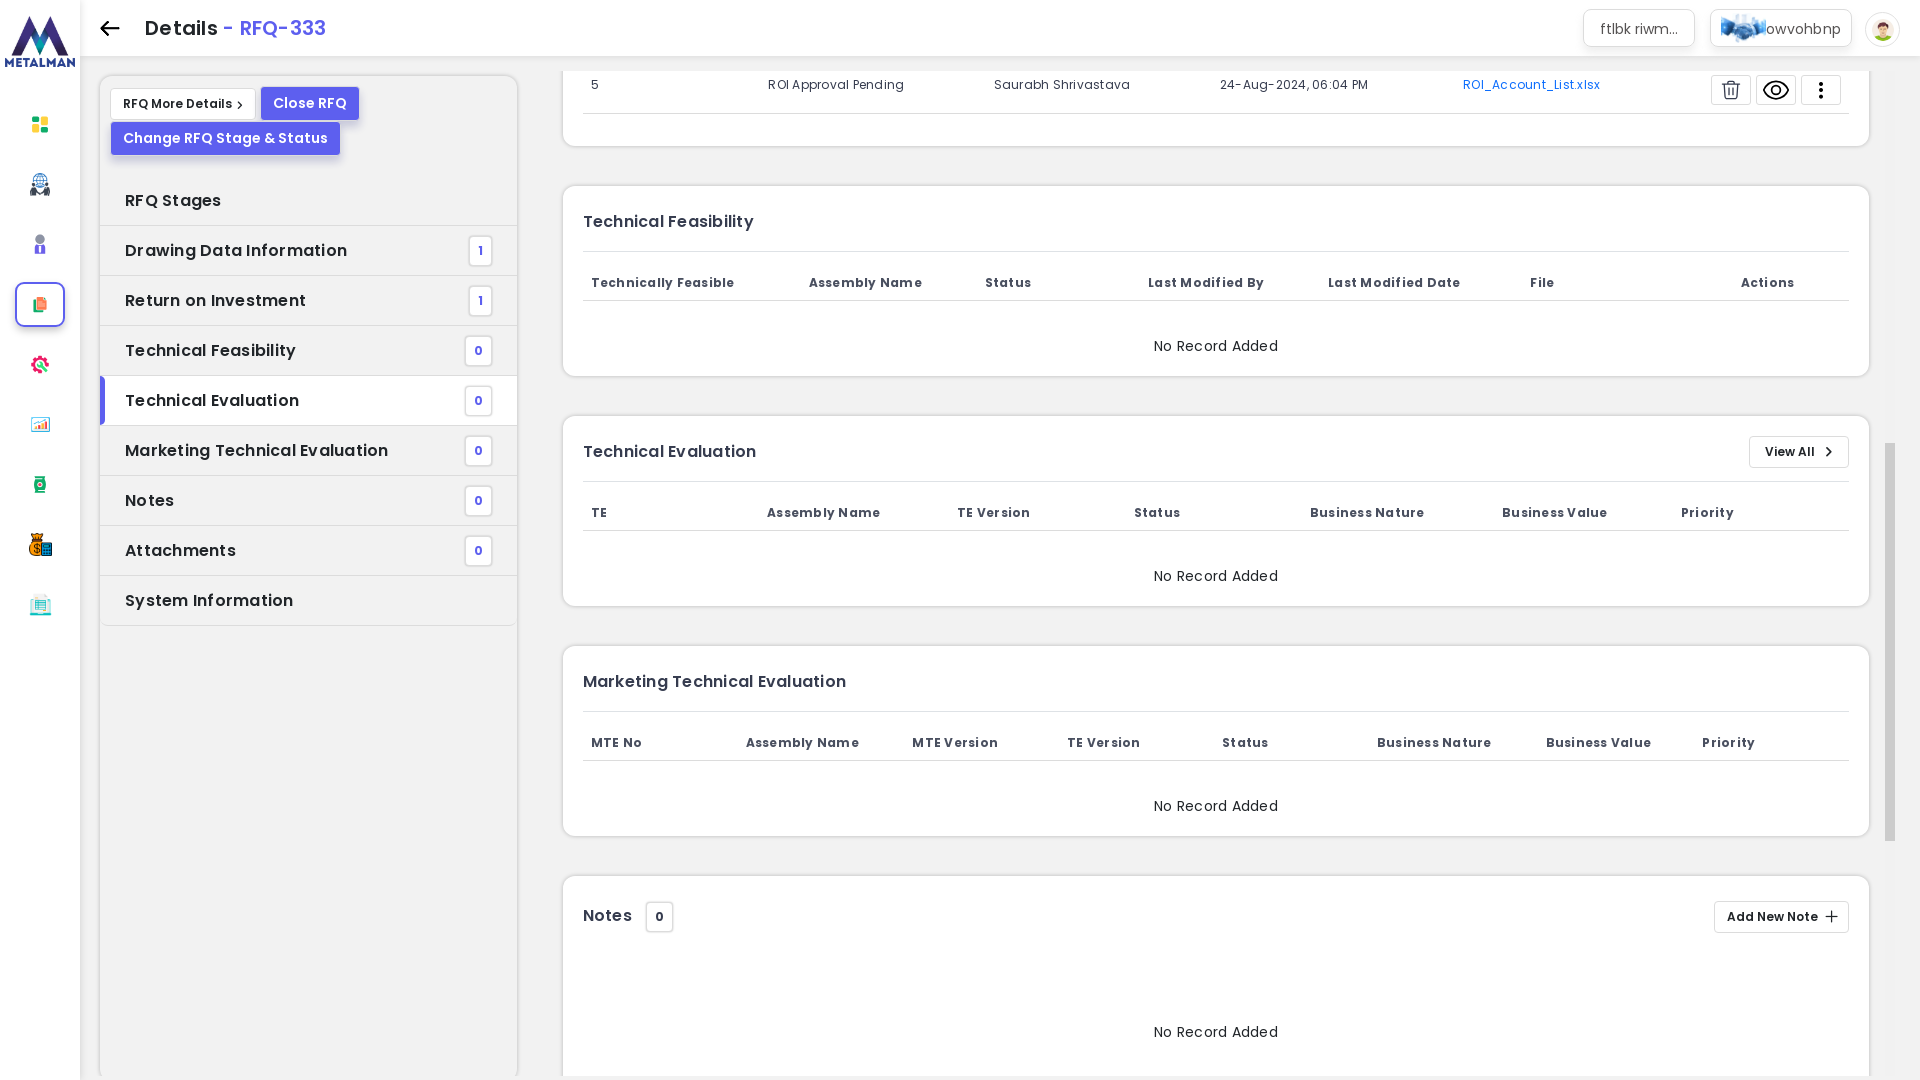 METALMAN
Details - RFQ-333
ftlbk riwm...
owvohbnp
RFQ More Details
Close RFQ
Change RFQ Stage & Status
RFQ Stages
Drawing Data Information 1
Return on Investment 1
Technical Feasibility 0
Technical Evaluation 0
Marketing Technical Evaluation 0
Notes 0
Attachments 0
System Information
5 ROI Approval Pending Saurabh Shrivastava 24-Aug-2024, 06:04 PM ROI_Account_List.xlsx
Technical Feasibility
Technically Feasible Assembly Name Status Last Modified By Last Modified Date File Actions
No Record Added
Technical Evaluation View All
TE Assembly Name TE Version Status Business Nature Business Value Priority
No Record Added
Marketing Technical Evaluation
MTE No Assembly Name MTE Version TE Version Status Business Nature Business Value Priority
No Record Added
Notes 0 Add New Note
No Record Added